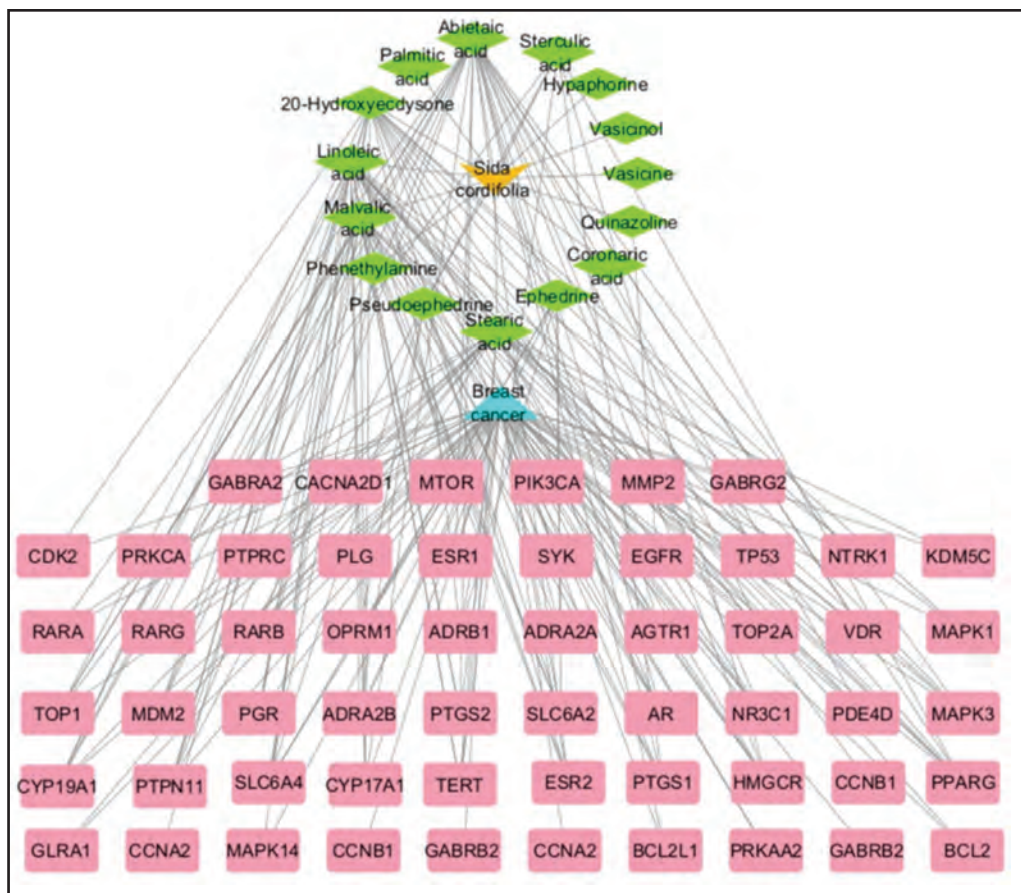 Abietaic
acid
Sterculic
acid
Palmitic
acid
Hypaphorine
20-Hydroxyecdysone
Vasicinol
Linoleic
acid
Sida
cordifolia
Vasicine
Malvalic
acid
Quinazoline
Phenethylamine
Coronaric
acid
Pseudoephedrine
Ephedrine
Stearic
acid
Breast
cancer
GABRA2 CACNA2D1 MTOR PIK3CA MMP2 GABRG2
CDK2 PRKCA PTPRC PLG ESR1 SYK EGFR TP53 NTRK1 KDM5C
RARA RARG RARB OPRM1 ADRB1 ADRA2A AGTR1 TOP2A VDR MAPK1
TOP1 MDM2 PGR ADRA2B PTGS2 SLC6A2 AR NR3C1 PDE4D MAPK3
CYP19A1 PTPN11 SLC6A4 CYP17A1 TERT ESR2 PTGS1 HMGCR CCNB1 PPARG
GLRA1 CCNA2 MAPK14 CCNB1 GABRB2 CCNA2 BCL2L1 PRKAA2 GABRB2 BCL2